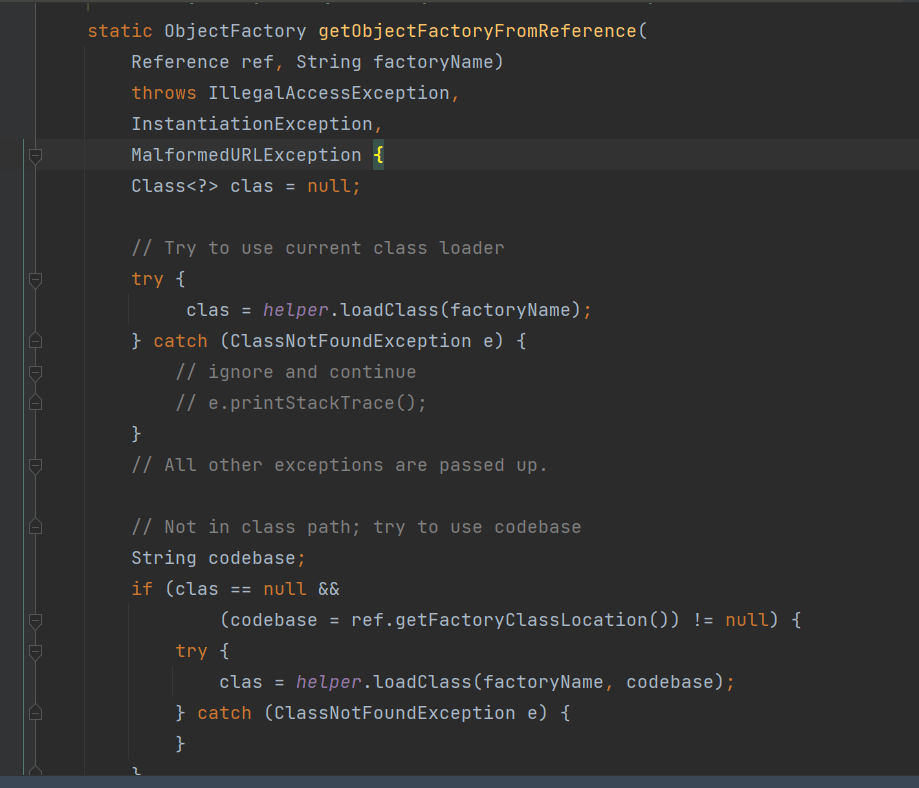 static ObjectFactory getObjectFactoryFromReference(
Reference ref, String factoryName)
throws IllegalAccessException,
InstantiationException,
MalformedURLException {
Class<?> clas = null;
// Try to use current class loader
try {
clas = helper.loadClass(factoryName);
} catch (ClassNotFoundException e) {
// ignore and continue
// e.printStackTrace();
}
// All other exceptions are passed up.
// Not in class path; try to use codebase
String codebase;
if (clas == null &&
(codebase = ref.getFactoryClassLocation()) != null) {
try {
clas = helper.loadClass(factoryName, codebase);
} catch (ClassNotFoundException e) {
}
}